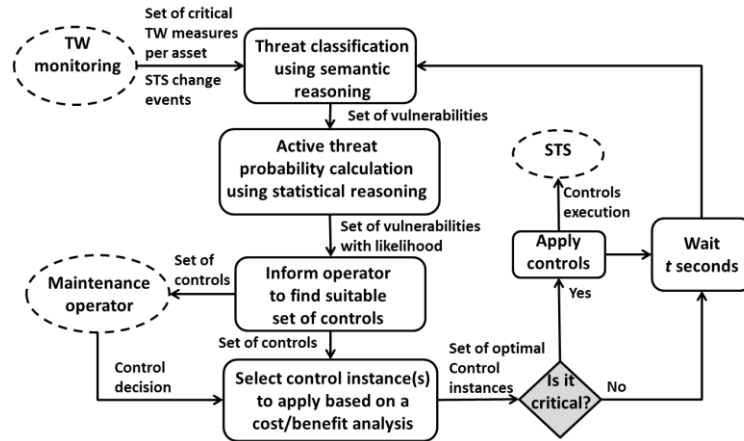 Set of critical
TW measures
per asset
TW
monitoring
STS change
events
Threat classification
using semantic
reasoning
Set of vulnerabilities
Active threat
probability calculation
using statistical reasoning
STS
Controls
execution
Set of vulnerabilities
with likelihood
Apply
controls
Wait
t seconds
Set of
controls
Maintenance
operator
Inform operator
to find suitable
set of controls
Yes
Set of controls
Control
decision
Select control instance(s)
to apply based on a
cost/benefit analysis
Set of optimal
Control
instances
Is it
critical?
No